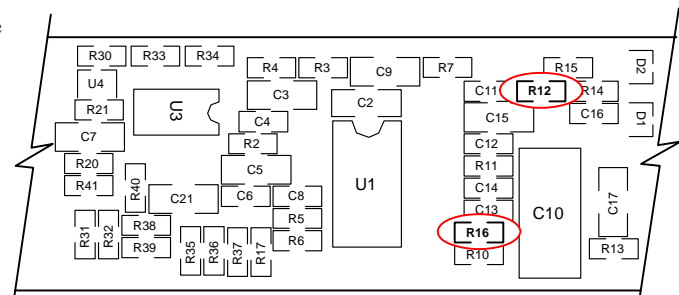 e
R30 R33 R34
R4 R3 C9 R7 R15 D2
U4 C3 C11 R12 R14
R21 U3 C2 C15 C16 D1
C7 C4
R2 C12
R20 C5 R11
R41 R40 U1 C14
C21 C6 C8 C13 C10 C17
R31 R32 R38 R5 R16
R39 R35 R36 R37 R17 R6 R10 R13